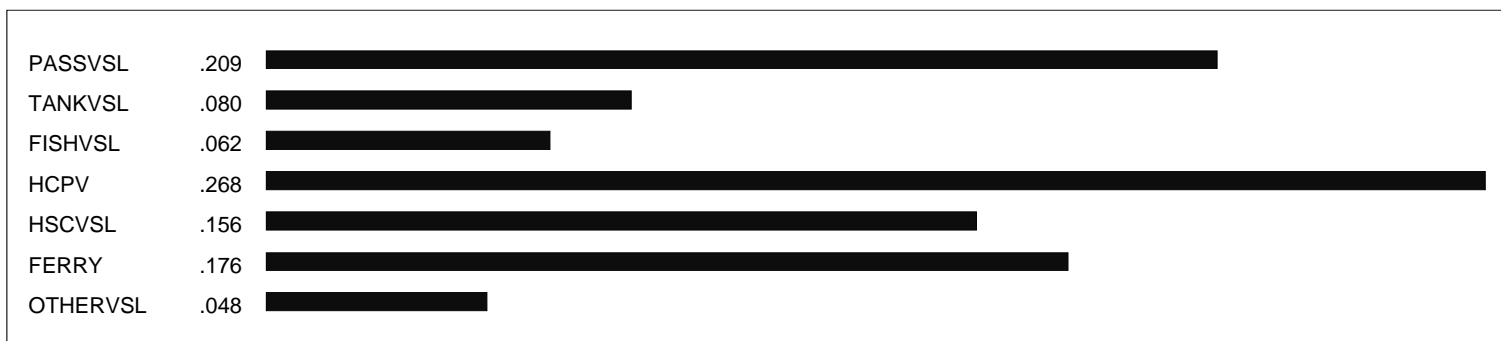 PASSVSL .209
TANKVSL .080
FISHVSL .062
HCPV .268
HSCVSL .156
FERRY .176
OTHERVSL .048